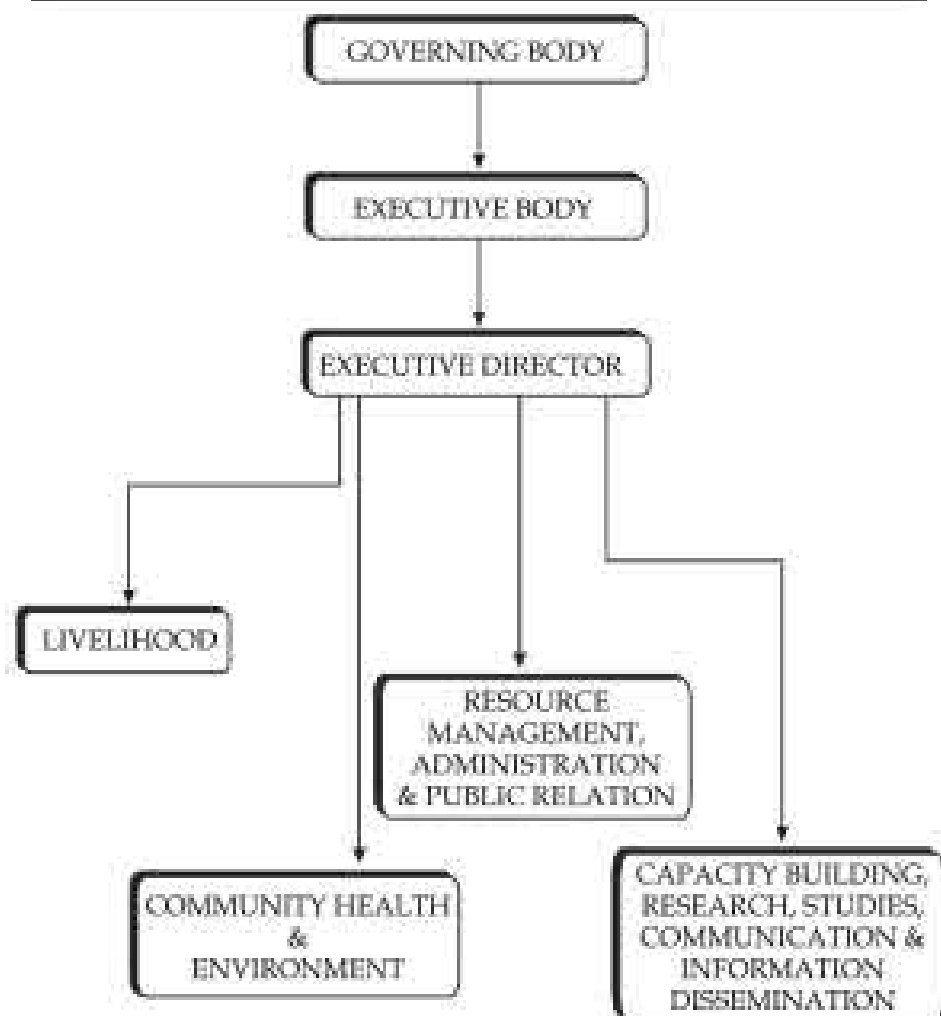 GOVERNING BODY
EXECUTIVE BODY
EXECUTIVE DIRECTOR
LIVELIHOOD
RESOURCE
MANAGEMENT,
ADMINISTRATION
& PUBLIC RELATION
COMMUNITY HEALTH
&
ENVIRONMENT
CAPACITY BUILDING,
RESEARCH, STUDIES,
COMMUNICATION &
INFORMATION
DISSEMINATION